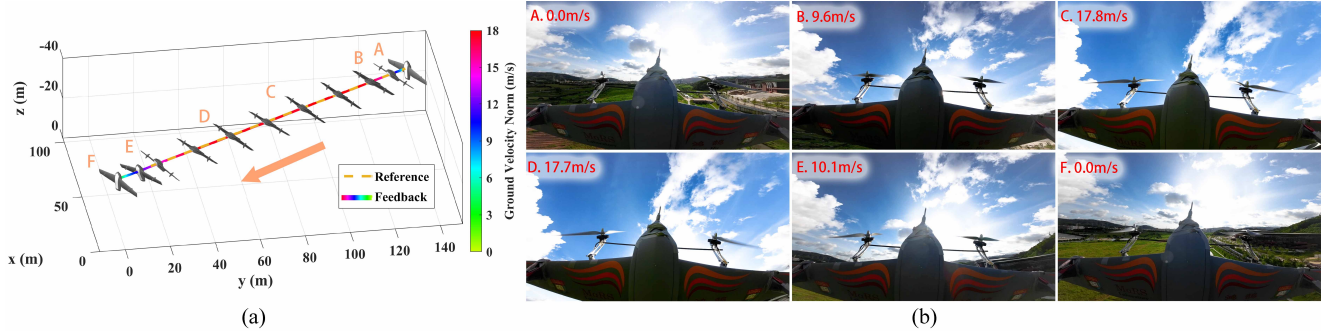 -40
-20
0
z (m)
100
50
0
x (m)
0
20
40
60
80
100
120
140
y (m)
A
B
C
D
E
F
Reference
Feedback
Ground Velocity Norm (m/s)
18
15
12
9
6
3
0
(a)
A. 0.0m/s
B. 9.6m/s
C. 17.8m/s
D. 17.7m/s
E. 10.1m/s
F. 0.0m/s
(b)